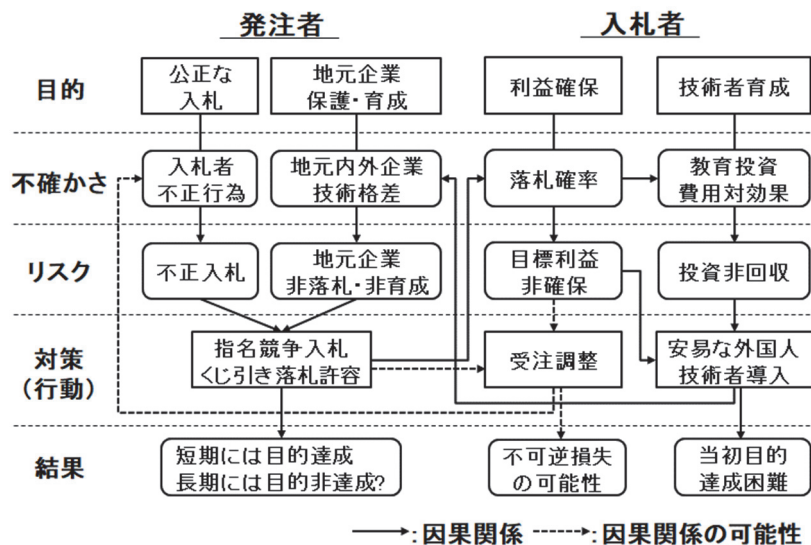 発注者
入札者
目的
公正な
入札
地元企業
保護・育成
利益確保
技術者育成
不確かさ
入札者
不正行為
地元内外企業
技術格差
落札確率
教育投資
費用対効果
リスク
不正入札
地元企業
非落札・非育成
目標利益
非確保
投資非回収
対策
(行動)
指名競争入札
くじ引き落札許容
受注調整
安易な外国人
技術者導入
結果
短期には目的達成
長期には目的非達成?
不可逆損失
の可能性
当初目的
達成困難
:因果関係
:因果関係の可能性